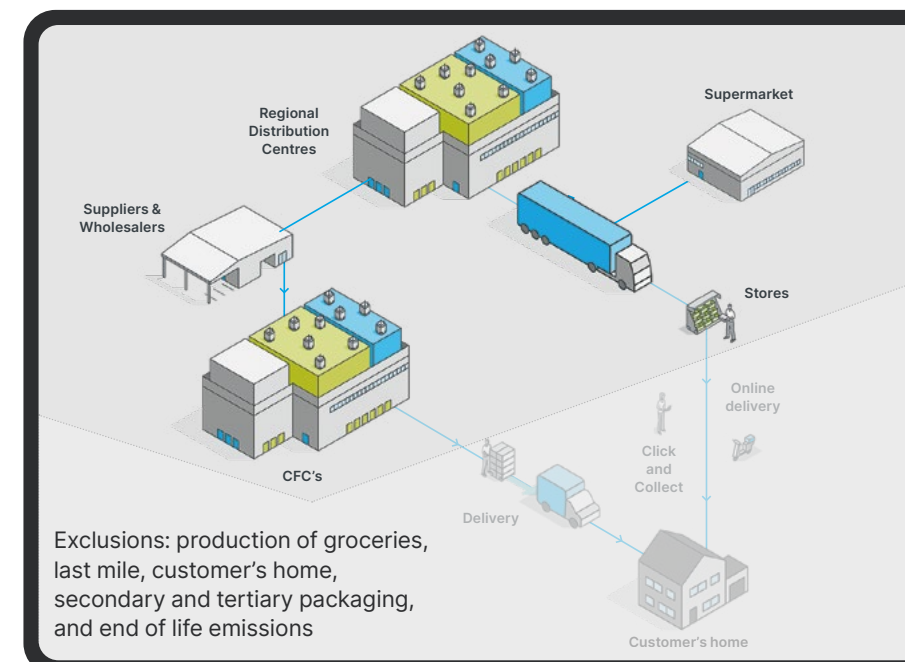 Regional
Distribution
Centres
Supermarket
Suppliers &
Wholesalers
Stores
Online
delivery
Click
and
Collect
CFC's
Delivery
Exclusions: production of groceries,
last mile, customer's home,
secondary and tertiary packaging,
and end of life emissions
Customer's home